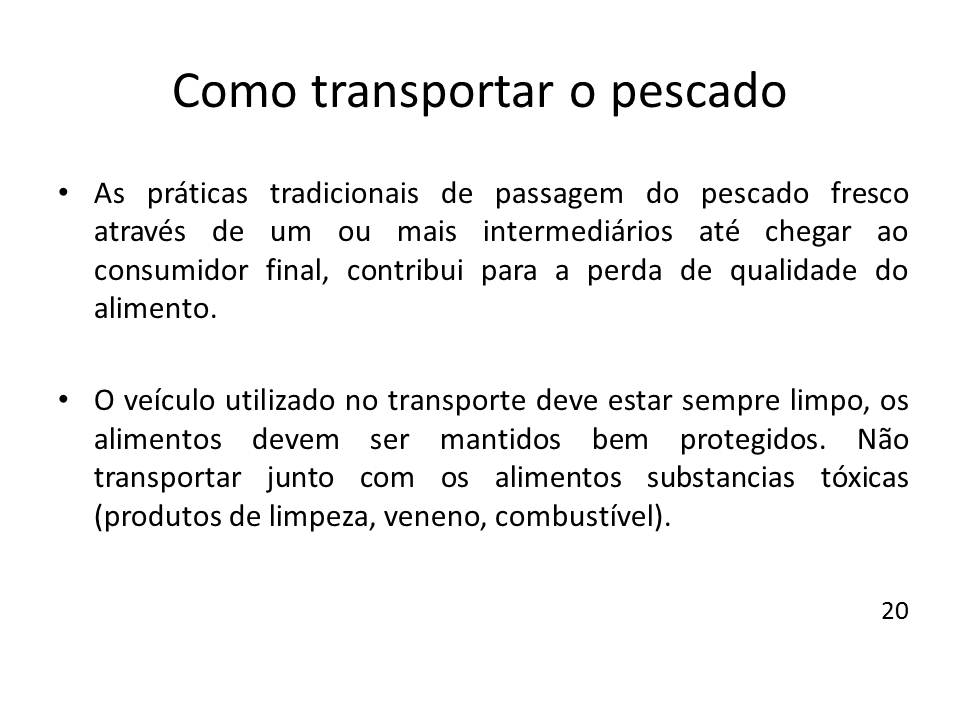 Como transportar o pescado
• As práticas tradicionais de passagem do pescado fresco
através de um ou mais intermediários até chegar ao
consumidor final, contribui para a perda de qualidade do
alimento.
• O veículo utilizado no transporte deve estar sempre limpo, os
alimentos devem ser mantidos bem protegidos. Não
transportar junto com os alimentos substancias tóxicas
(produtos de limpeza, veneno, combustível).
20